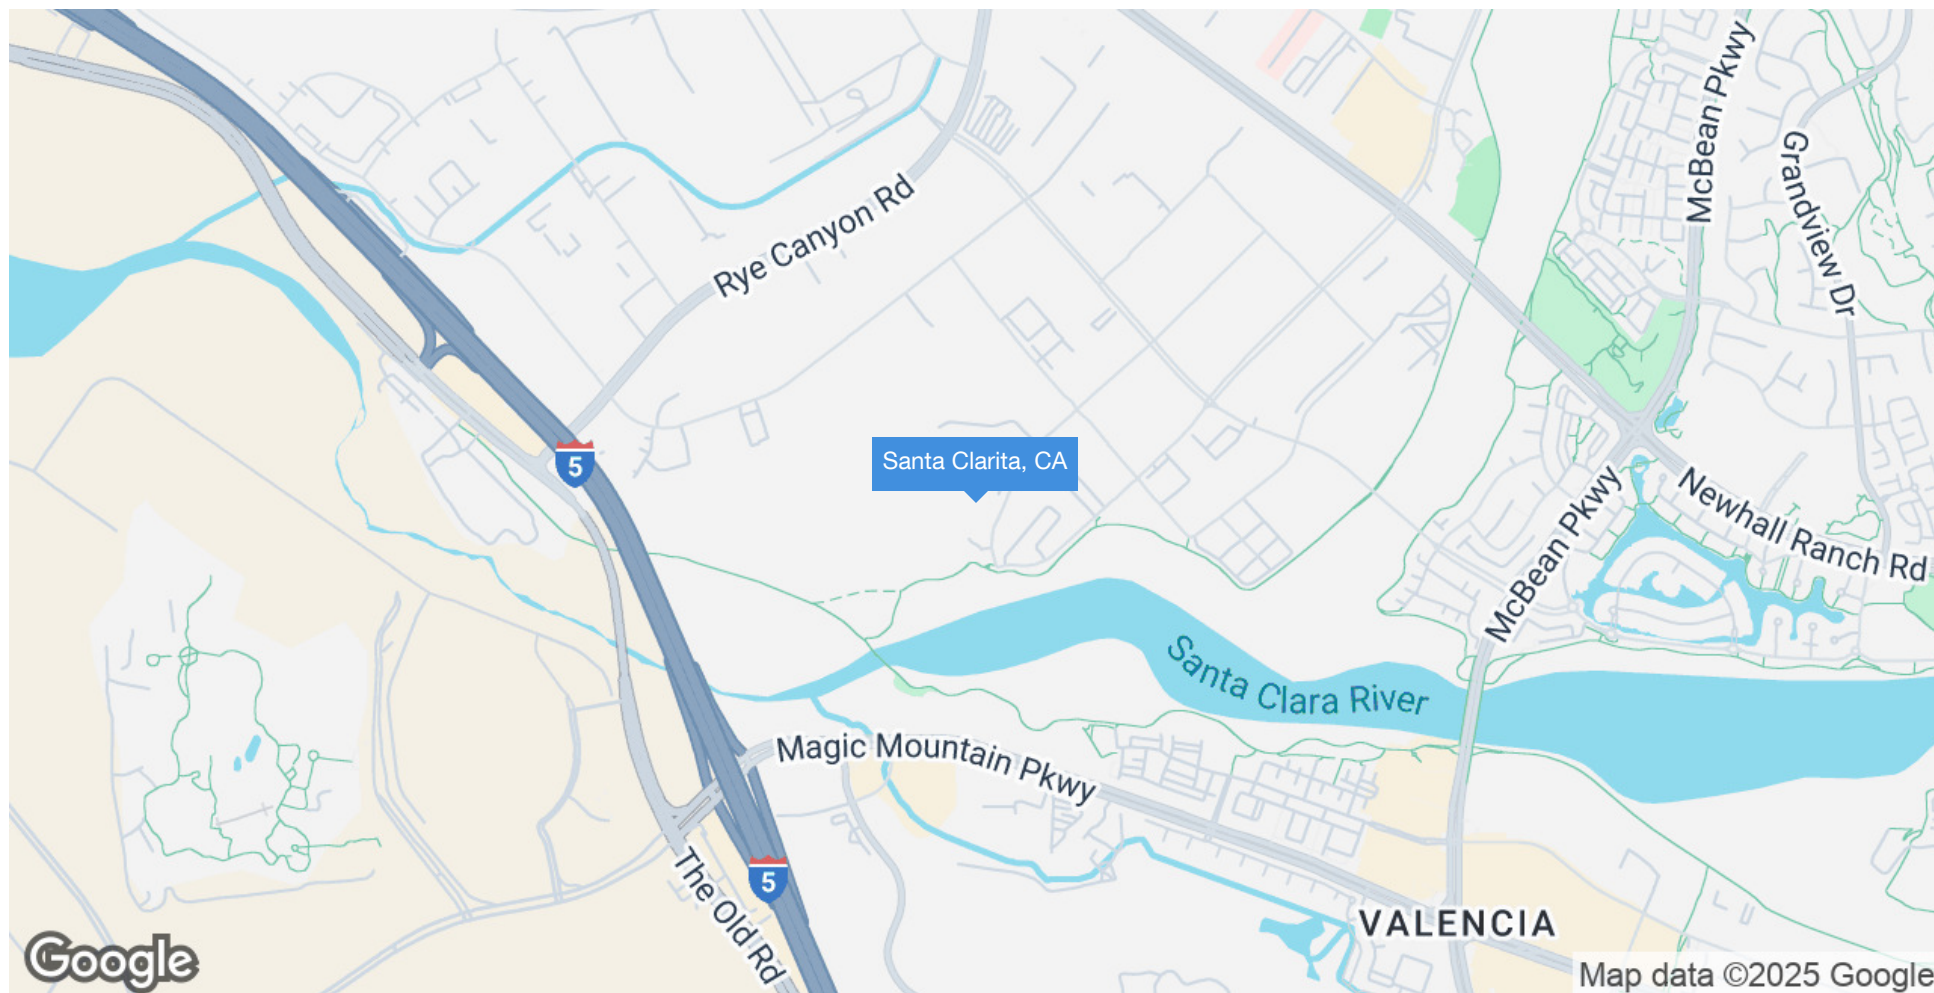 McBean Pkwy
Grandview Dr
Rye Canyon Rd
Santa Clarita, CA
5
McBean Pkwy
Newhall Ranch Rd
Santa Clara River
Magic Mountain Pkwy
5
The Old Rd
VALENCIA
Google
Map data ©2025 Google